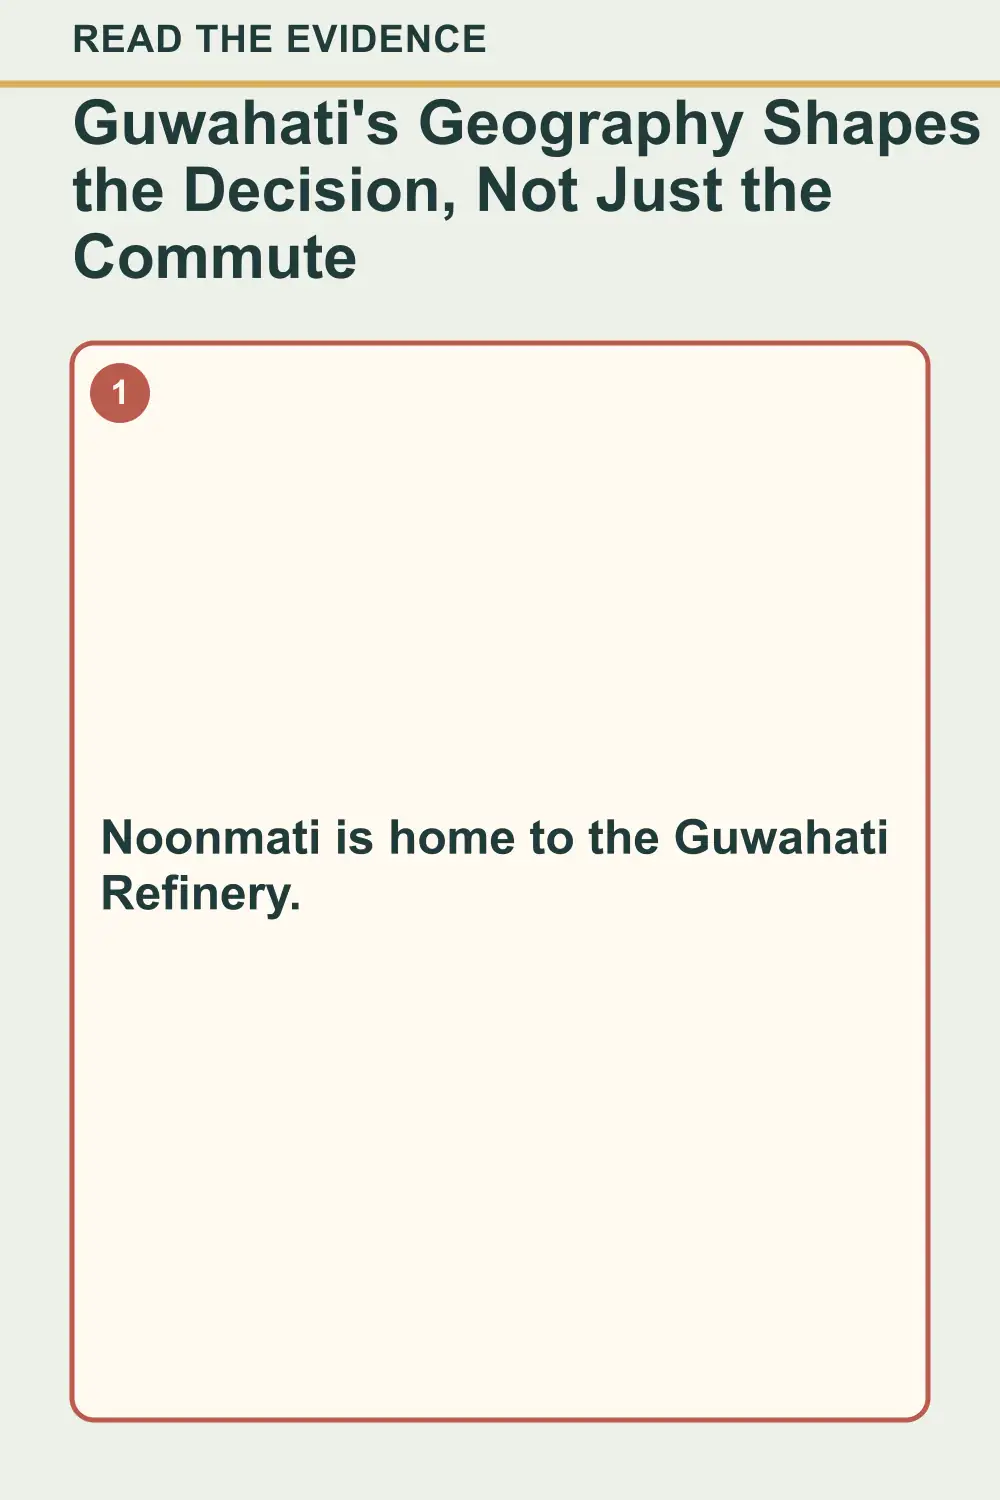 READ THE EVIDENCE
Guwahati's Geography Shapes
the Decision, Not Just the
Commute
1
Noonmati is home to the Guwahati
Refinery.